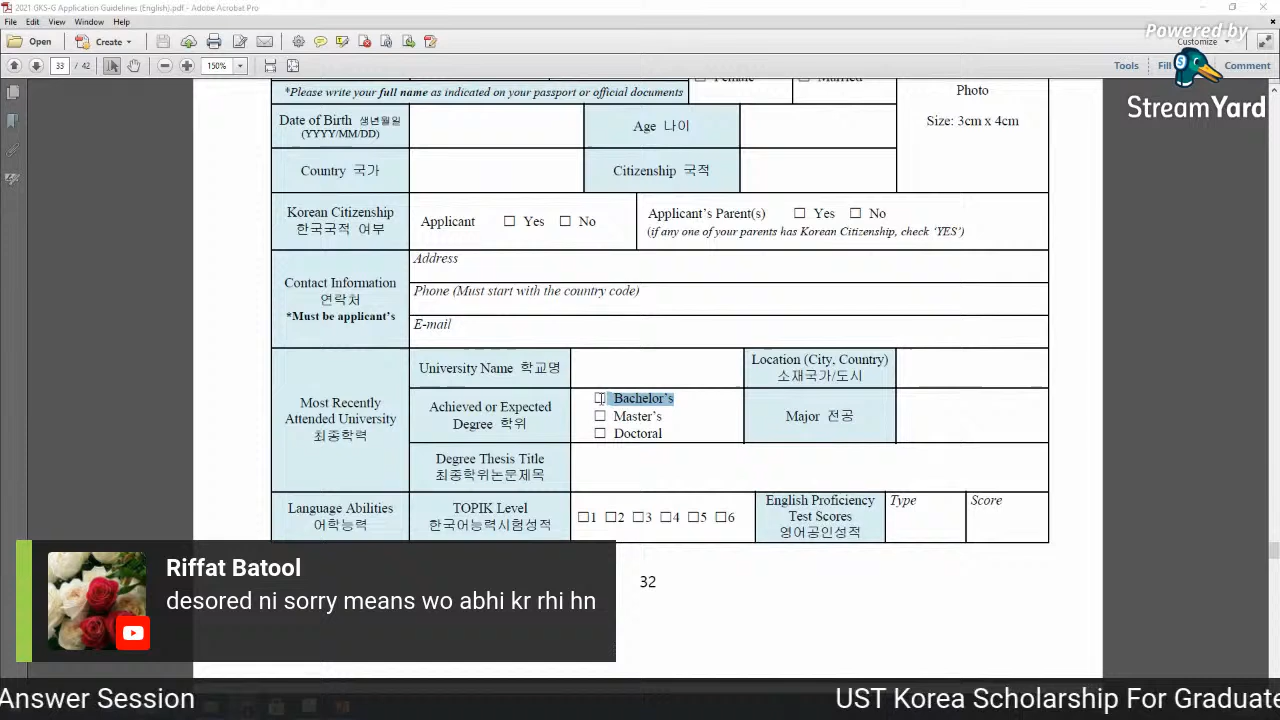 2021 GKS-G Application Guidelines (English).pdf - Adobe Acrobat Pro
File Edit View Window Help
Open Create Customize
33 / 42 150% Tools Fill Comment
Powered by
StreamYard
Female Married
*Please write your full name as indicated on your passport or official documents
Photo
Size: 3cm x 4cm
Date of Birth 생년월일
(YYYY/MM/DD)
Age 나이
Country 국가
Citizenship 국적
Korean Citizenship
한국국적 여부
Applicant ☐ Yes ☐ No
Applicant's Parent(s) ☐ Yes ☐ No
(if any one of your parents has Korean Citizenship, check 'YES')
Contact Information
연락처
*Must be applicant's
Address
Phone (Must start with the country code)
E-mail
Most Recently
Attended University
최종학력
University Name 학교명
Location (City, Country)
소재국가/도시
Achieved or Expected
Degree 학위
☐ Bachelor's
☐ Master's
☐ Doctoral
Major 전공
Degree Thesis Title
최종학위논문제목
Language Abilities
어학능력
TOPIK Level
한국어능력시험성적
☐1 ☐2 ☐3 ☐4 ☐5 ☐6
English Proficiency
Test Scores
영어공인성적
Type
Score
32
Riffat Batool
desored ni sorry means wo abhi kr rhi hn
Answer Session
UST Korea Scholarship For Graduate